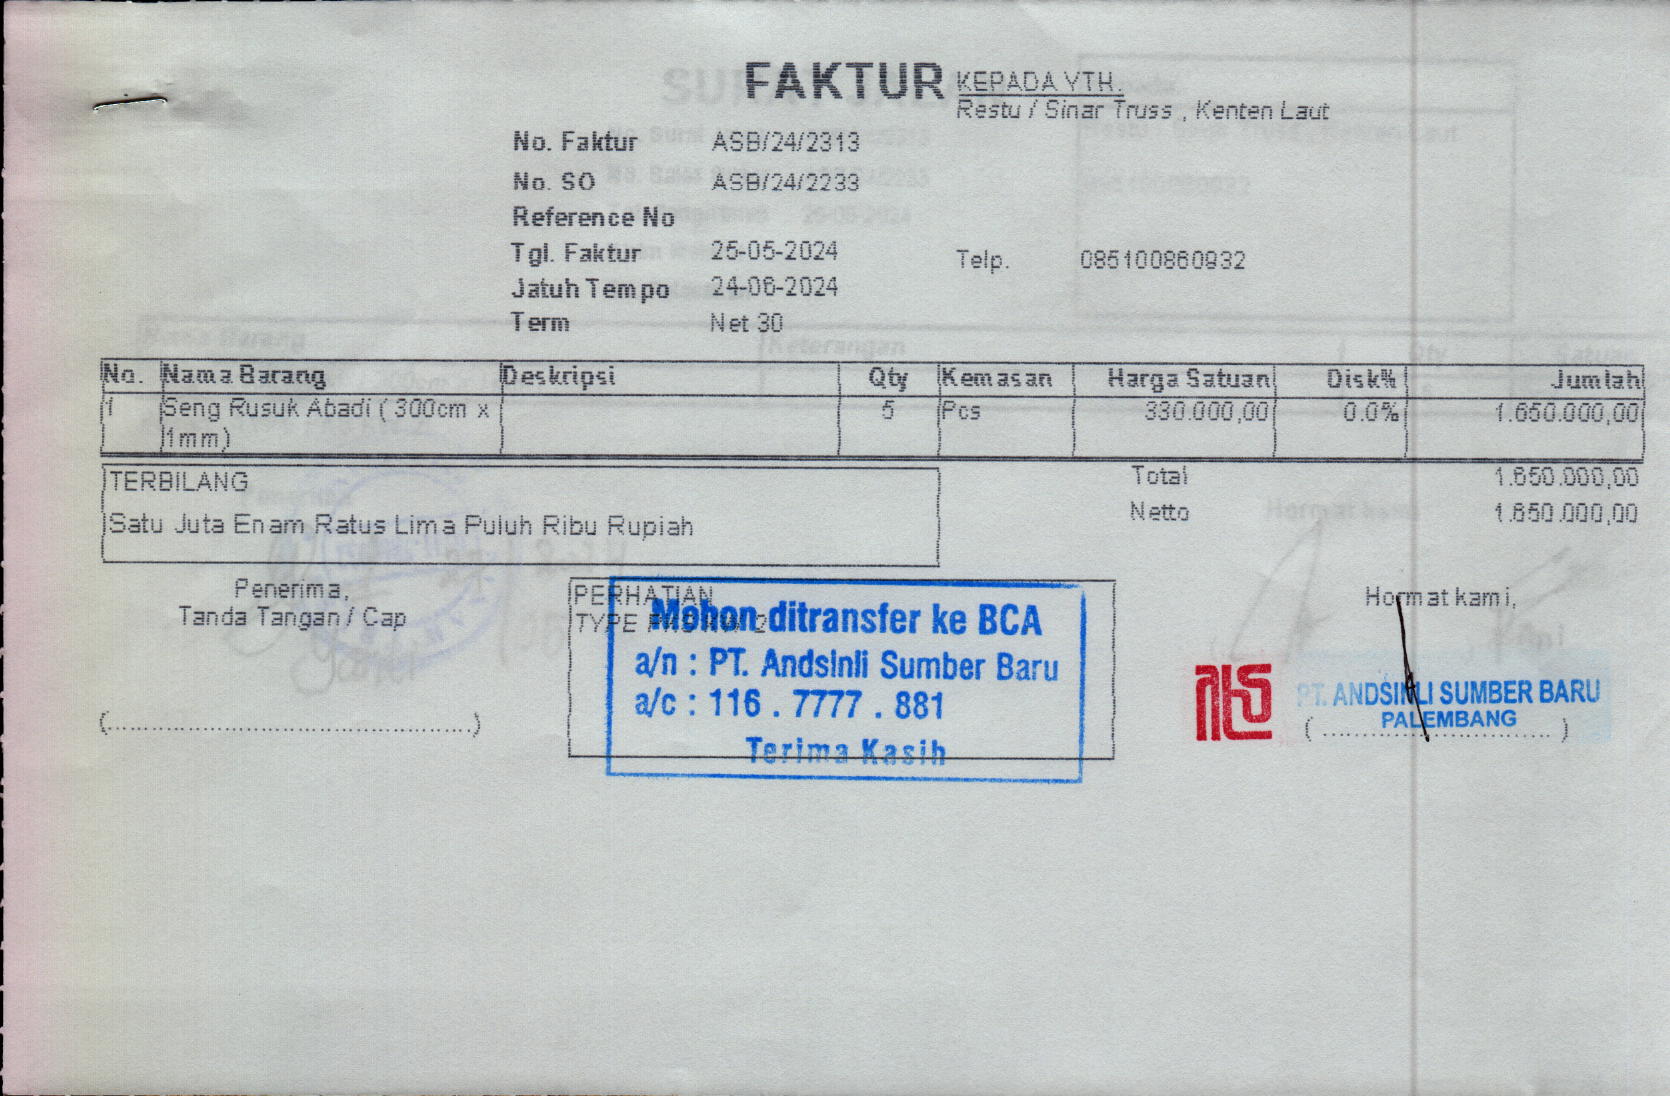 FAKTUR
KEPADA YTH.
Restu / Sinar Truss , Kenten Laut
No. Faktur ASB/24/2313
No. SO ASB/24/2233
Reference No
Tgl. Faktur 25-05-2024
Telp. 085100860932
Jatuh Tempo 24-06-2024
Term Net 30
No. Nama Barang Deskripsi Qty Kemasan Harga Satuan Disk% Jumlah
1 Seng Rusuk Abadi ( 300cm x 5 Pcs 330.000,00 0.0% 1.650.000,00
1mm)
TERBILANG
Satu Juta Enam Ratus Lima Puluh Ribu Rupiah
Total 1.650.000,00
Netto 1.650.000,00
Penerima,
Tanda Tangan / Cap
(...............................................)
PERHATIAN
TYPE
Mohon ditransfer ke BCA
a/n : PT. Andsinli Sumber Baru
a/c : 116 . 7777 . 881
Terima Kasih
Hormat kami,
PT. ANDSINLI SUMBER BARU
PALEMBANG
( ............................. )